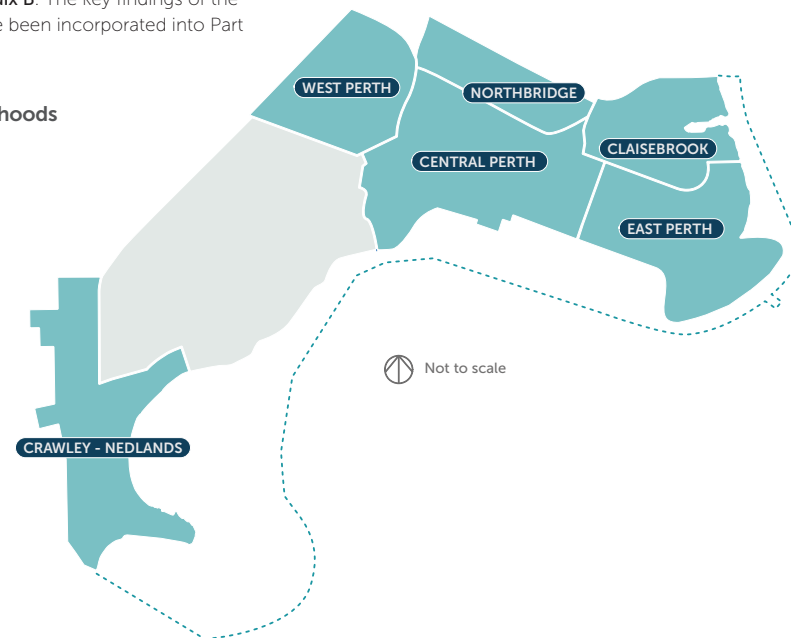 B. The key findings of the
been incorporated into Part
hoods
WEST PERTH
NORTHBRIDGE
CENTRAL PERTH
CLAISEBROOK
EAST PERTH
Not to scale
CRAWLEY - NEDLANDS